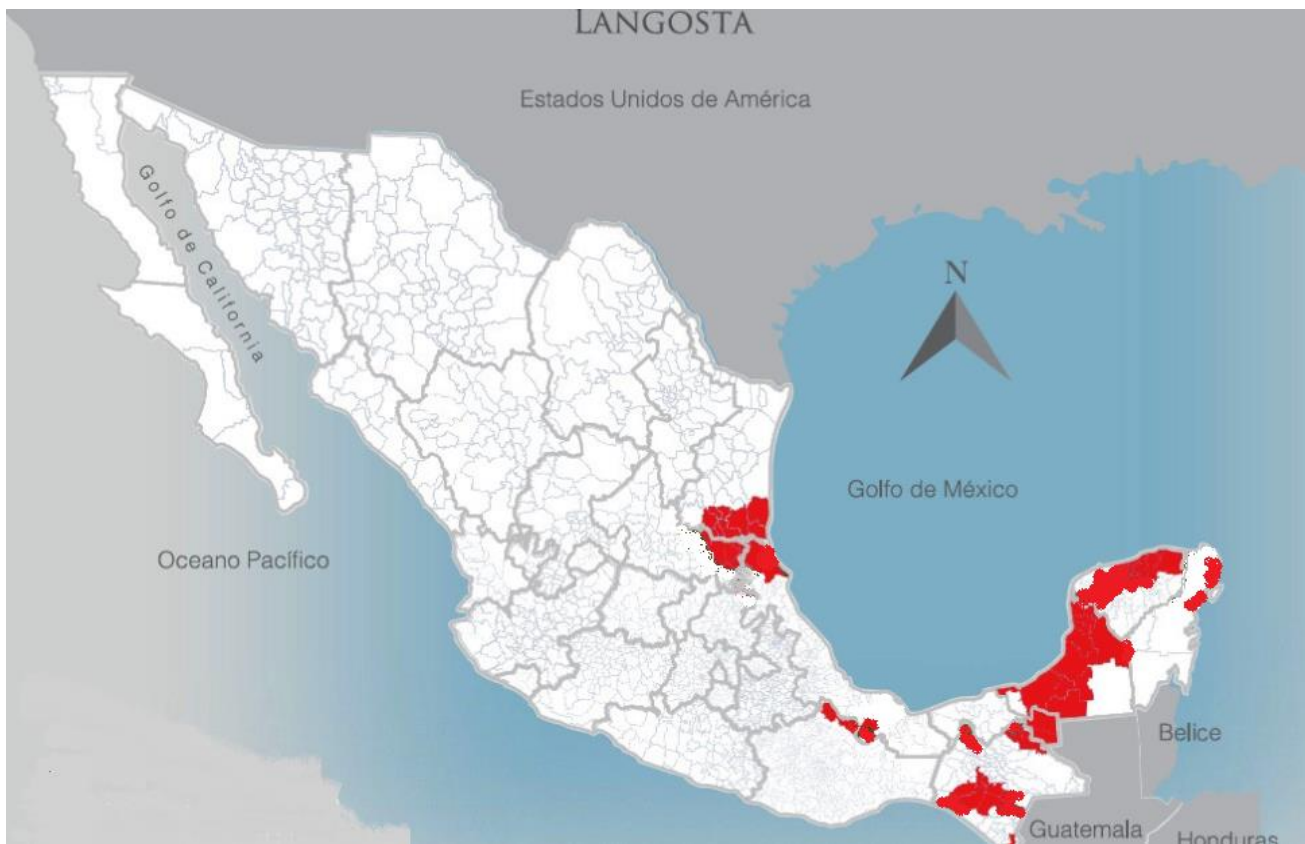 LANGOSTA
Estados Unidos de América
Golfo de California
N
Golfo de México
Oceano Pacífico
Belice
Guatemala
Honduras